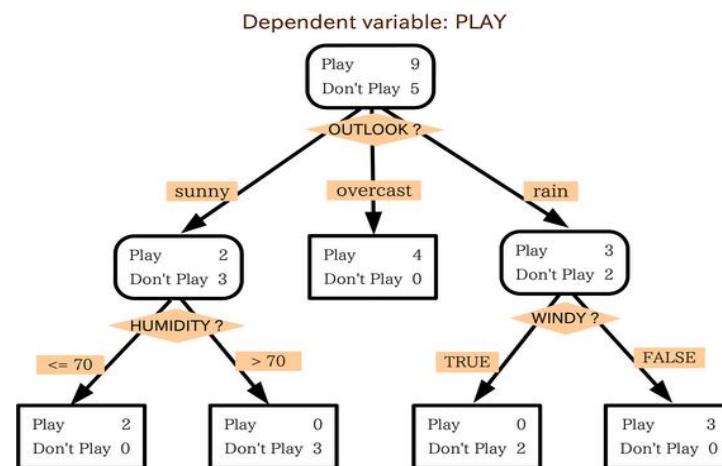 Dependent variable: PLAY
Play 9
Don't Play 5
OUTLOOK ?
sunny
overcast
rain
Play 2
Don't Play 3
Play 4
Don't Play 0
Play 3
Don't Play 2
HUMIDITY ?
WINDY ?
<= 70
> 70
TRUE
FALSE
Play 2
Don't Play 0
Play 0
Don't Play 3
Play 0
Don't Play 2
Play 3
Don't Play 0